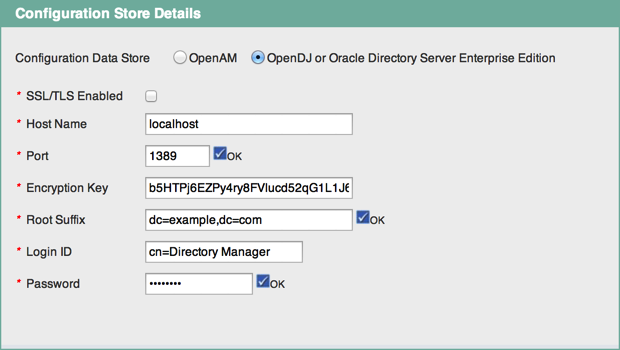 Configuration Store Details
Configuration Data Store OpenAM OpenDJ or Oracle Directory Server Enterprise Edition
* SSL/TLS Enabled
* Host Name localhost
* Port 1389 OK
* Encryption Key b5HTPj6EZPy4ry8FVlucd52qG1L1J6
* Root Suffix dc=example,dc=com OK
* Login ID cn=Directory Manager
* Password •••••••• OK